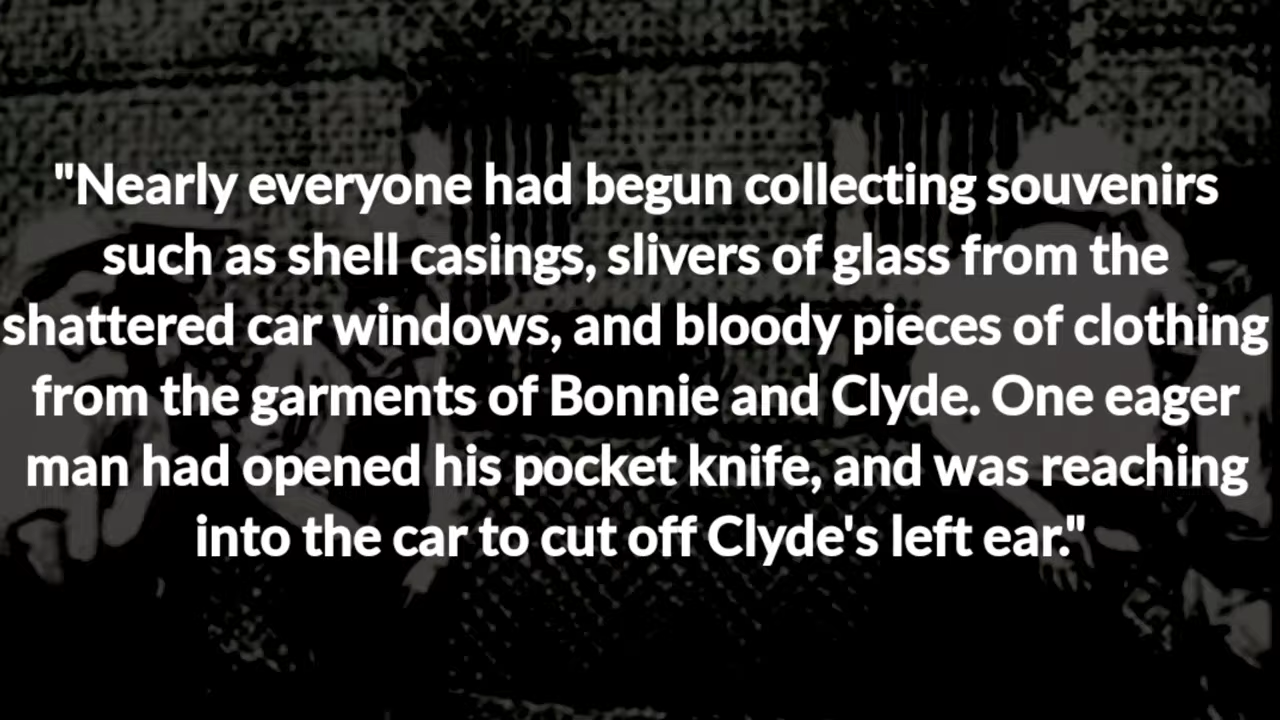 "Nearly everyone had begun collecting souvenirs
such as shell casings, slivers of glass from the
shattered car windows, and bloody pieces of clothing
from the garments of Bonnie and Clyde. One eager
man had opened his pocket knife, and was reaching
into the car to cut off Clyde's left ear."